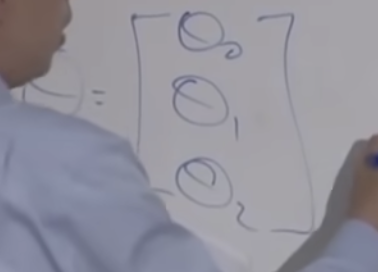 θ = [ θ₀
θ₁
θ₂ ]